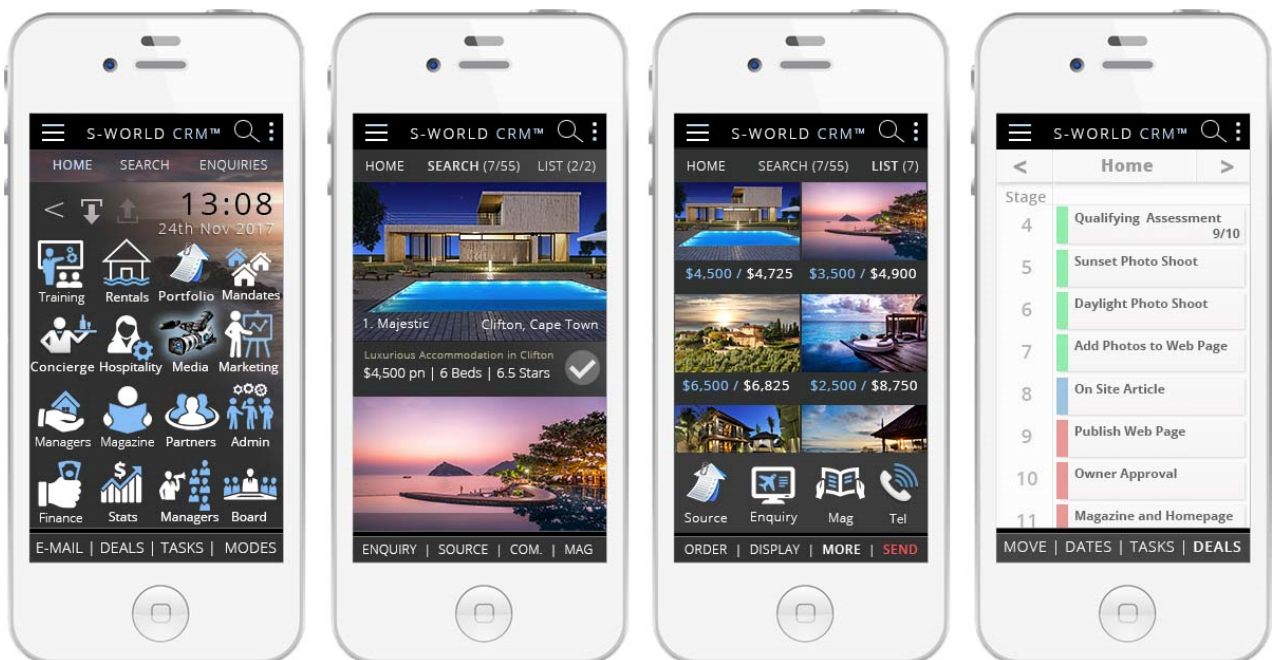 S-WORLD CRM™
HOME SEARCH ENQUIRIES
13:08
24th Nov 2017
Training Rentals Portfolio Mandates
Concierge Hospitality Media Marketing
Managers Magazine Partners Admin
$
Finance Stats Managers Board
E-MAIL | DEALS | TASKS | MODES
S-WORLD CRM™
HOME SEARCH (7/55) LIST (2/2)
1. Majestic Clifton, Cape Town
Luxurious Accommodation in Clifton
$4,500 pn | 6 Beds | 6.5 Stars
ENQUIRY | SOURCE | COM. | MAG
S-WORLD CRM™
HOME SEARCH (7/55) LIST (7)
$4,500 / $4,725 $3,500 / $4,900
$6,500 / $6,825 $2,500 / $8,750
Source Enquiry Mag Tel
ORDER | DISPLAY | MORE | SEND
S-WORLD CRM™
< Home >
Stage
4 Qualifying Assessment
9/10
5 Sunset Photo Shoot
6 Daylight Photo Shoot
7 Add Photos to Web Page
8 On Site Article
9 Publish Web Page
10 Owner Approval
11 Magazine and Homepage
MOVE | DATES | TASKS | DEALS